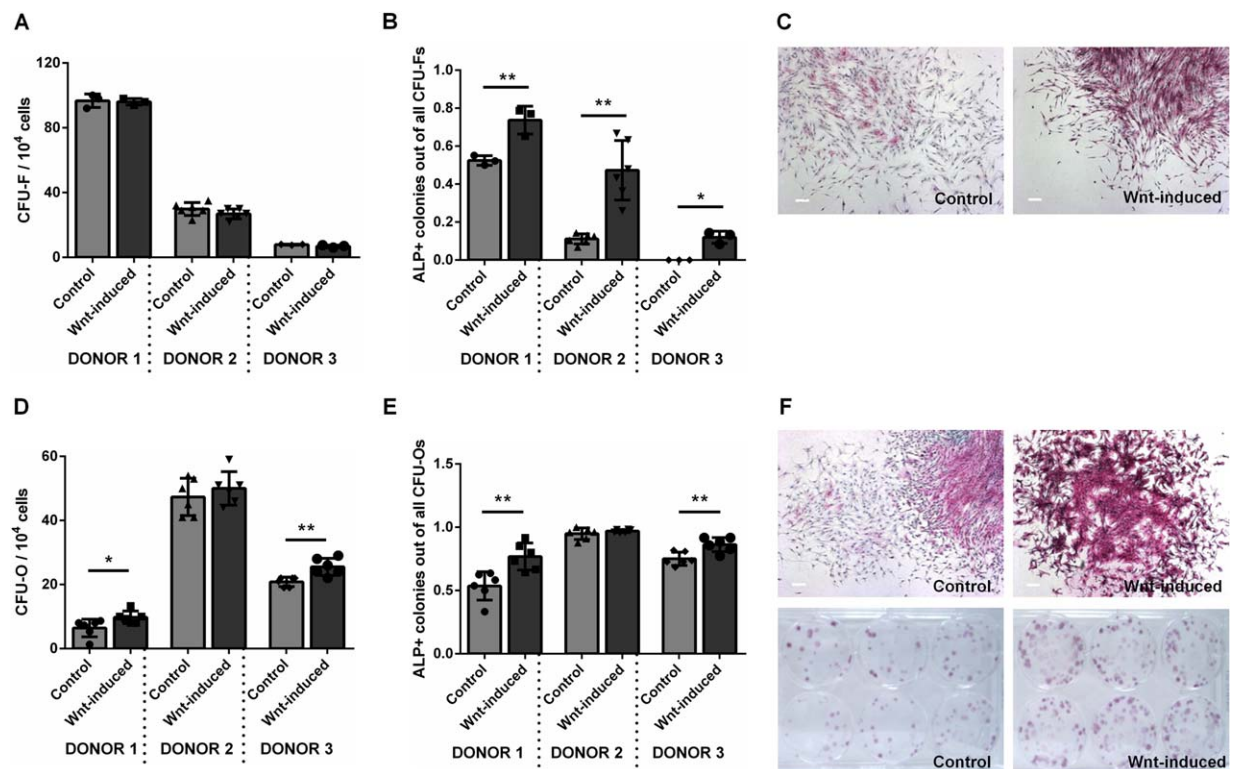 A
CFU-F / 10⁴ cells
120
80
40
0
Control
Wnt-induced
Control
Wnt-induced
Control
Wnt-induced
DONOR 1
DONOR 2
DONOR 3
B
ALP+ colonies out of all CFU-Fs
1.0
0.8
0.6
0.4
0.2
0.0
**
**
*
Control
Wnt-induced
Control
Wnt-induced
Control
Wnt-induced
DONOR 1
DONOR 2
DONOR 3
C
Control
Wnt-induced
D
CFU-O / 10⁴ cells
60
40
20
0
*
**
Control
Wnt-induced
Control
Wnt-induced
Control
Wnt-induced
DONOR 1
DONOR 2
DONOR 3
E
ALP+ colonies out of all CFU-Os
1.5
1.0
0.5
0.0
**
**
Control
Wnt-induced
Control
Wnt-induced
Control
Wnt-induced
DONOR 1
DONOR 2
DONOR 3
F
Control
Wnt-induced
Control
Wnt-induced